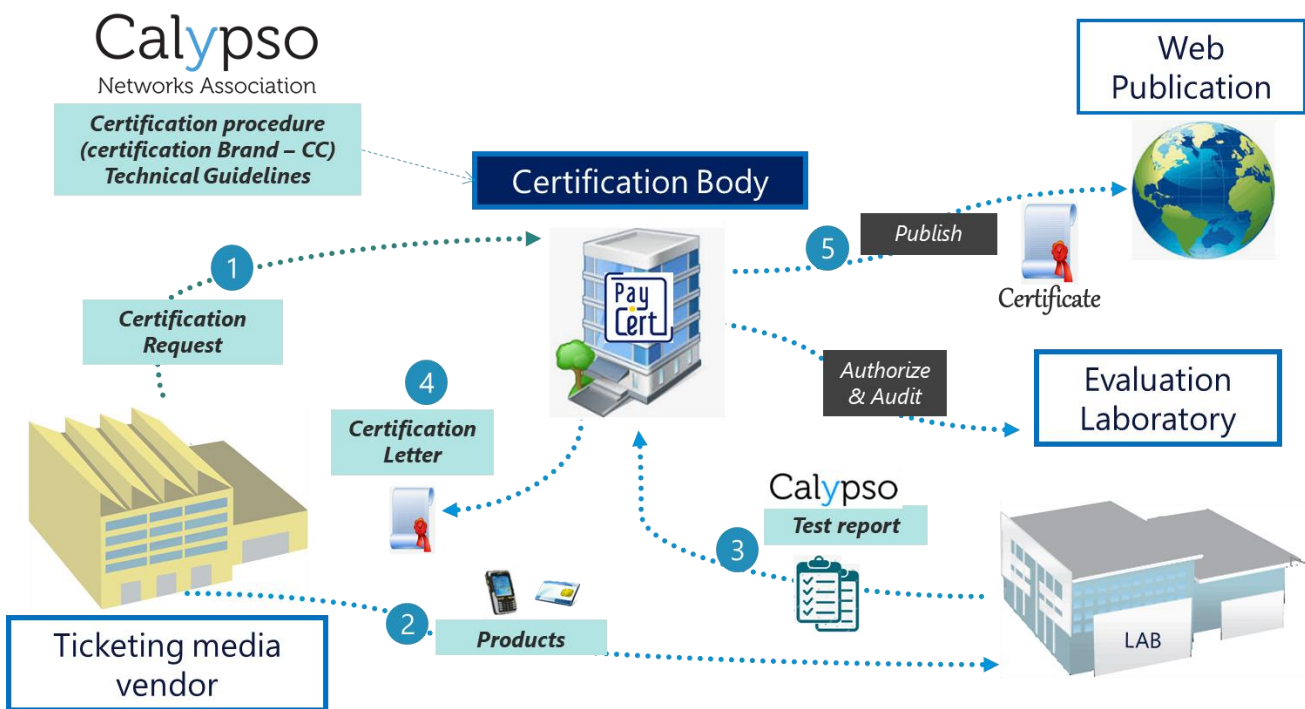 Calypso
Networks Association
Certification procedure
(certification Brand – CC)
Technical Guidelines
Web
Publication
Certification Body
1
Certification
Request
Pay
Cert
5
Publish
Certificate
4
Certification
Letter
Authorize
& Audit
Evaluation
Laboratory
Calypso
Test report
3
2
Products
LAB
Ticketing media
vendor